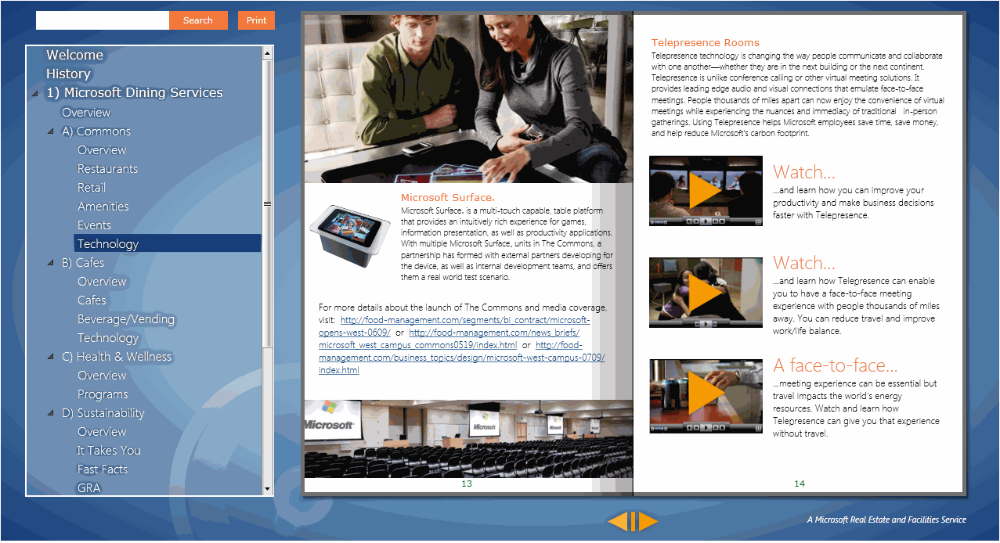 Search
Print
Welcome
History
1) Microsoft Dining Services
Overview
A) Commons
Overview
Restaurants
Retail
Amenities
Events
Technology
B) Cafes
Overview
Cafes
Beverage/Vending
Technology
C) Health & Wellness
Overview
Programs
D) Sustainability
Overview
It Takes You
Fast Facts
GRA
Microsoft Surface®
Microsoft Surface® is a multi-touch capable, table platform
that provides an intuitively rich experience for games,
information presentation, as well as productivity applications.
With multiple Microsoft Surface® units in The Commons, a
partnership has formed with external partners developing for
the device, as well as internal development teams, and offers
them a real world test scenario.
For more details about the launch of The Commons and media coverage,
visit: http://food-management.com/segments/bi_contract/microsoft-
opens-west-0609/ or http://food-management.com/news_briefs/
microsoft_west_campus_commons0519/index.html or http://food-
management.com/business_topics/design/microsoft-west-campus-0709/
index.html
Microsoft
Microsoft
Microsoft
13
Telepresence Rooms
Telepresence technology is changing the way people communicate and collaborate
with one another—whether they are in the next building or the next continent.
Telepresence is unlike conference calling or other virtual meeting solutions. It
provides leading edge audio and visual connections that emulate face-to-face
meetings. People thousands of miles apart can now enjoy the convenience of virtual
meetings while experiencing the nuances and immediacy of traditional in-person
gatherings. Using Telepresence helps Microsoft employees save time, save money,
and help reduce Microsoft's carbon footprint.
Watch...
...and learn how you can improve your
productivity and make business decisions
faster with Telepresence.
Watch...
...and learn how Telepresence can enable
you to have a face-to-face meeting
experience with people thousands of miles
away. You can reduce travel and improve
work/life balance.
A face-to-face...
...meeting experience can be essential but
travel impacts the world's energy
resources. Watch and learn how
Telepresence can give you that experience
without travel.
14
A Microsoft Real Estate and Facilities Service